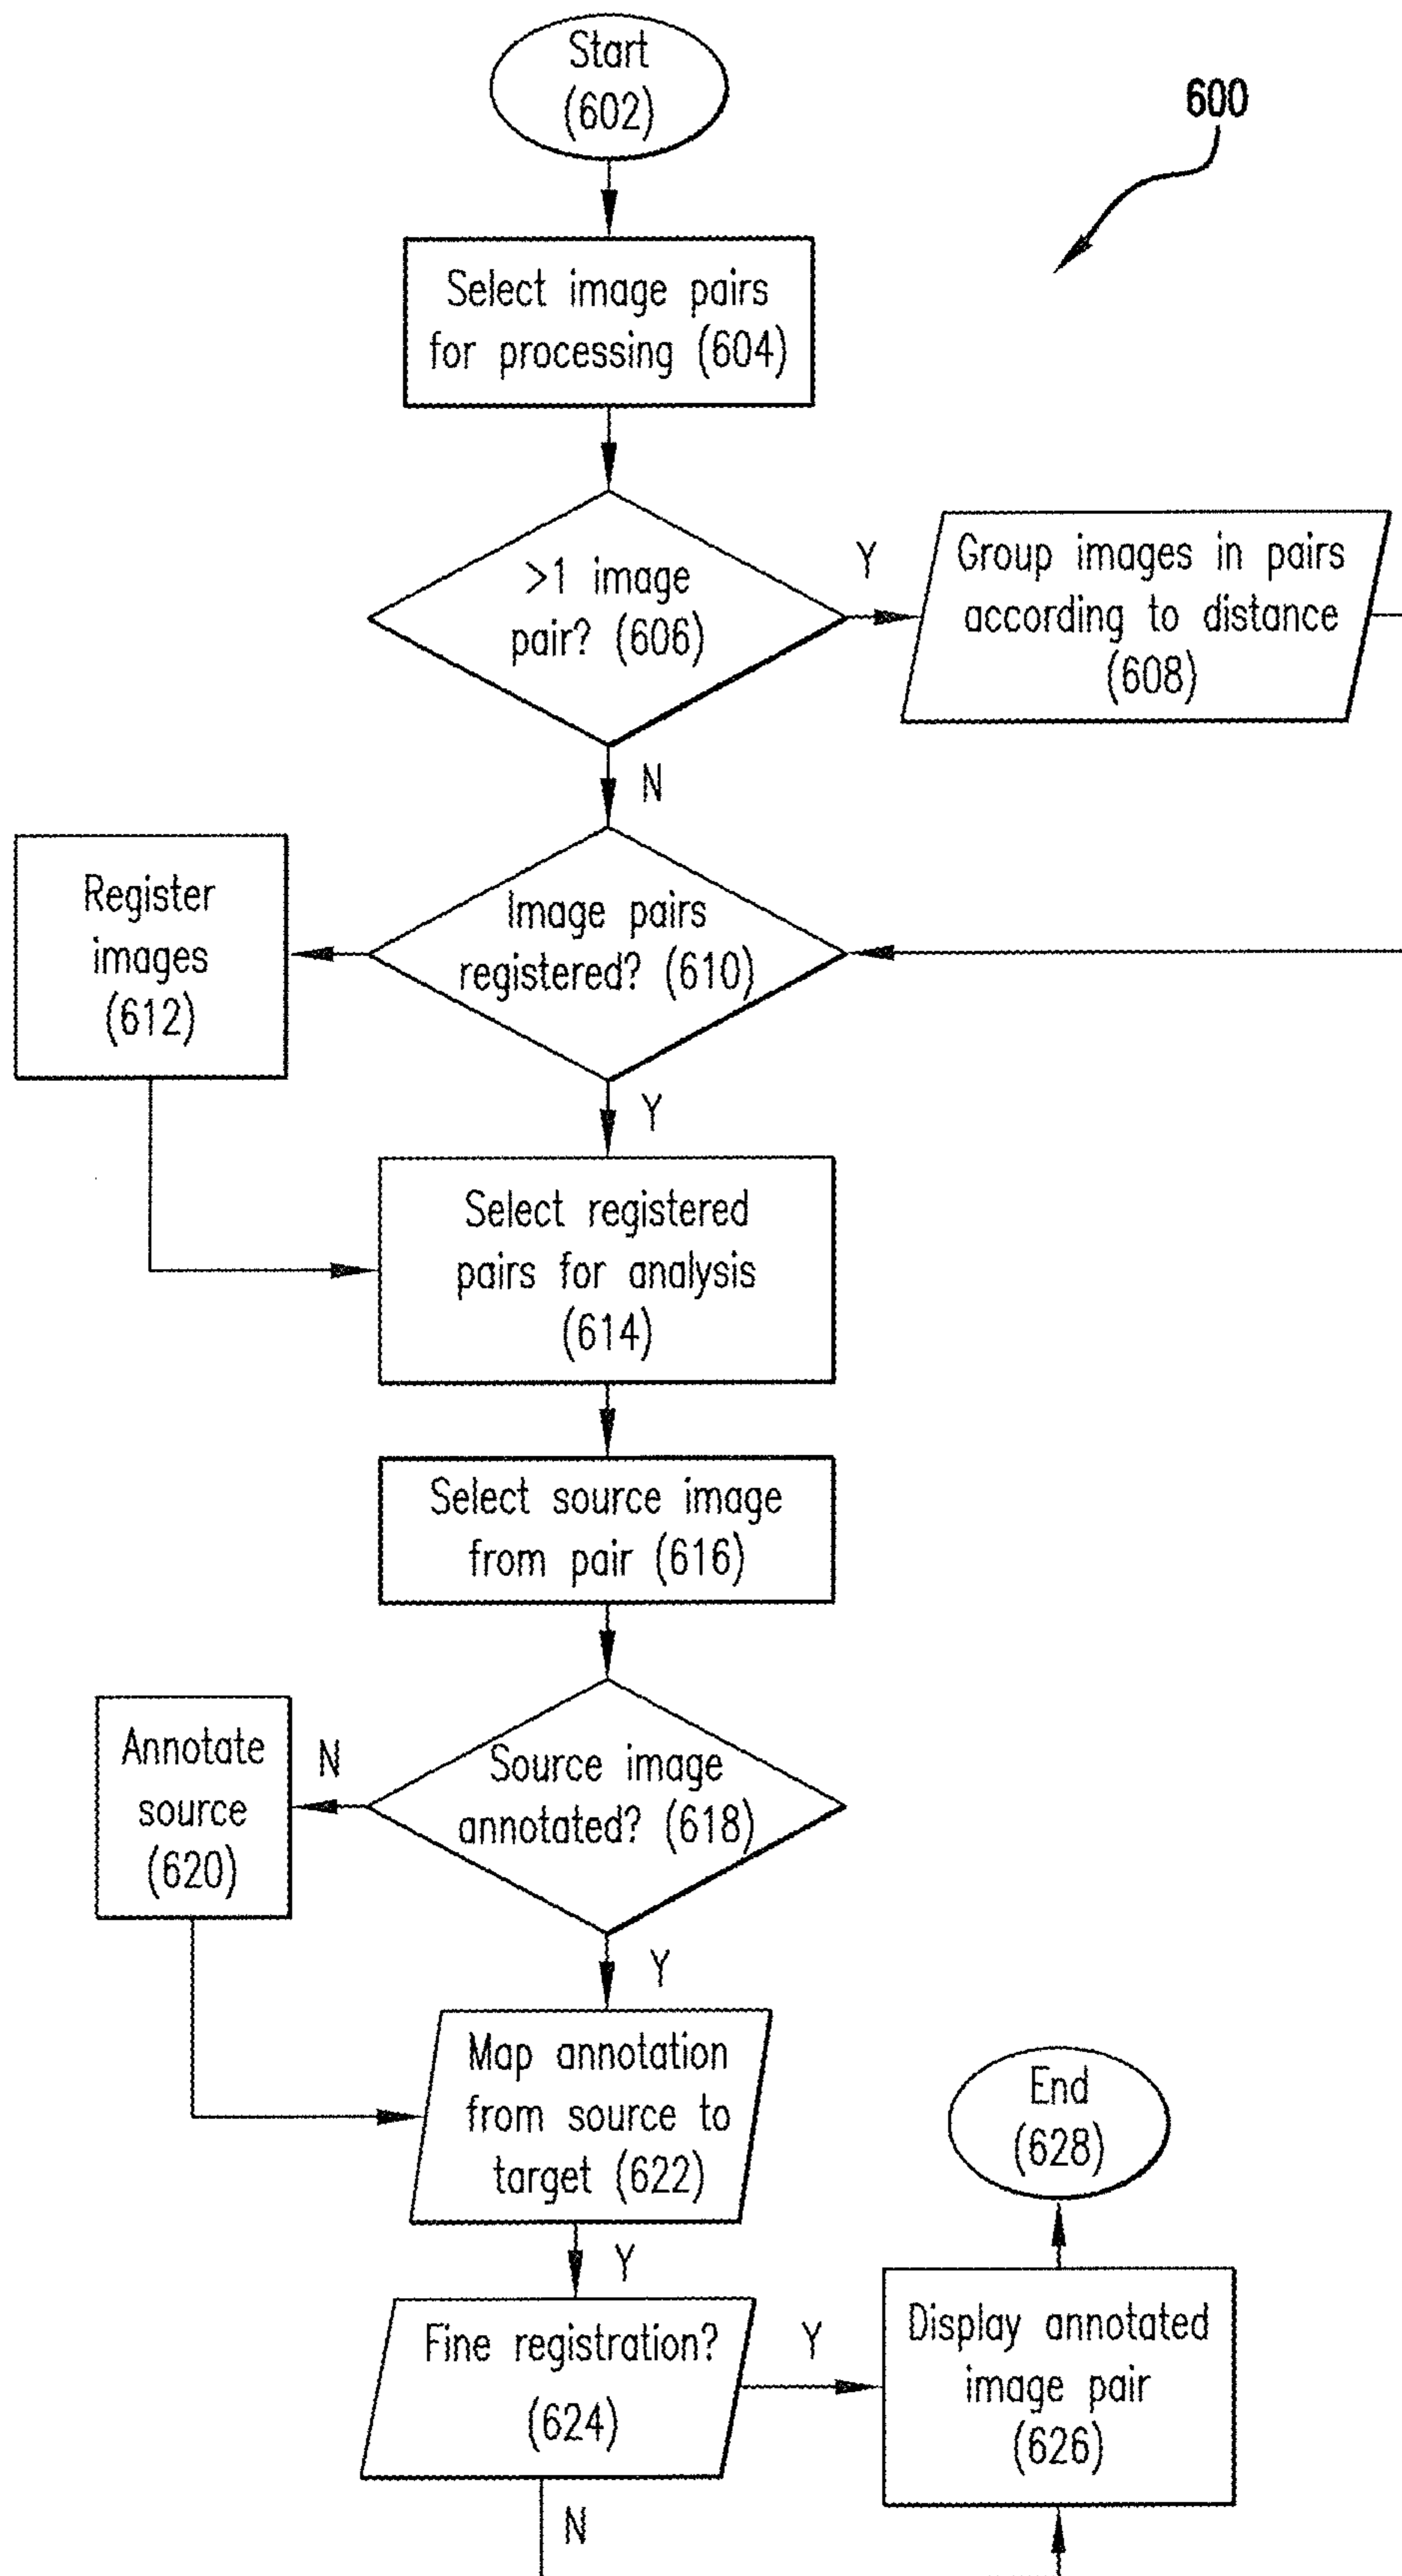 Start
(602)
600
Select image pairs
for processing (604)
>1 image
pair? (606)
Y
Group images in pairs
according to distance
(608)
N
Register
images
(612)
Image pairs
registered? (610)
Y
Select registered
pairs for analysis
(614)
Select source image
from pair (616)
Annotate
source
(620)
N
Source image
annotated? (618)
Y
Map annotation
from source to
target (622)
End
(628)
Y
Fine registration?
(624)
Y
Display annotated
image pair
(626)
N